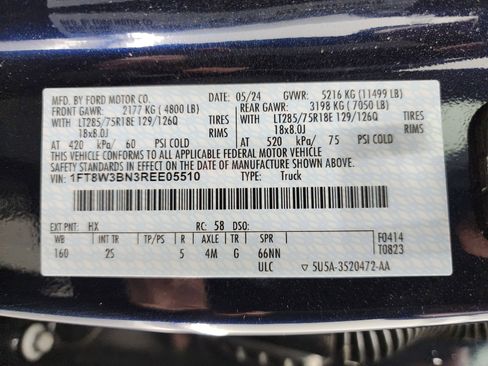 MFD. BY FORD MOTOR CO. DATE: 05/24 GVWR: 5216 KG (11499 LB)
FRONT GAWR: 2177 KG (4800 LB) REAR GAWR: 3198 KG (7050 LB)
WITH LT285/75R18E 129/126Q TIRES WITH LT285/75R18E 129/126Q TIRES
18x8.0J RIMS 18x8.0J RIMS
AT 420 kPa/ 60 PSI COLD AT 520 kPa/ 75 PSI COLD
THIS VEHICLE CONFORMS TO ALL APPLICABLE FEDERAL MOTOR VEHICLE
SAFETY STANDARDS IN EFFECT ON THE DATE OF MANUFACTURE SHOWN ABOVE.
VIN: 1FT8W3BN3REE05510 TYPE: Truck
EXT PNT: HX RC: 58 DSO: F0414
WB INT TR TP/PS R AXLE TR SPR T0823
160 2S 5 4M G 66NN
ULC 5U5A-3520472-AA